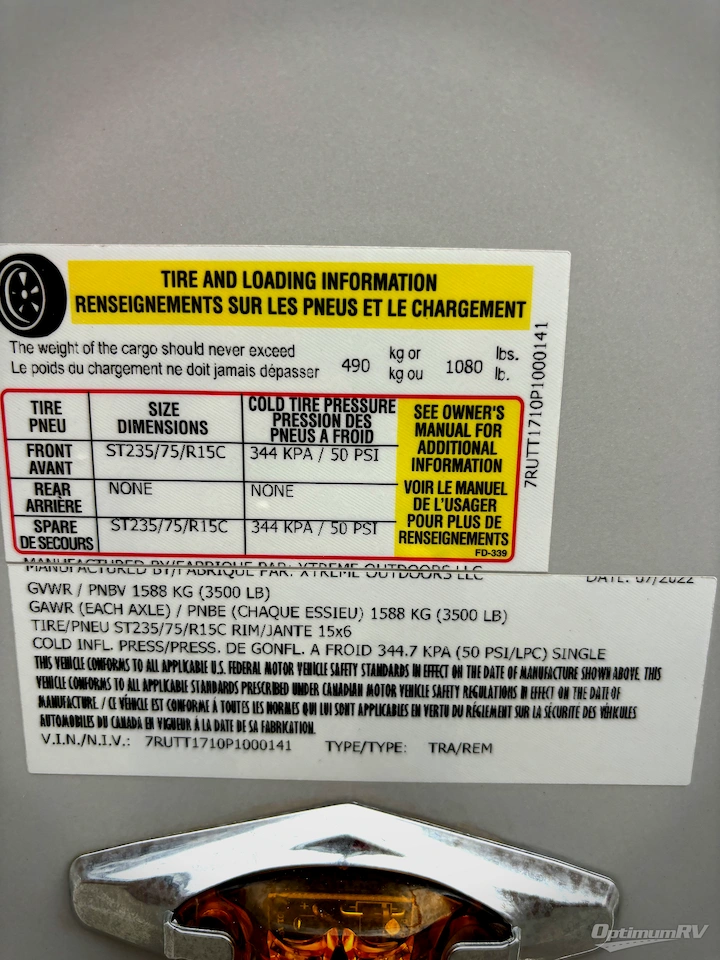 TIRE AND LOADING INFORMATION
RENSEIGNEMENTS SUR LES PNEUS ET LE CHARGEMENT
The weight of the cargo should never exceed
Le poids du chargement ne doit jamais dépasser
490
kg or
kg ou
1080
lbs.
lb.
7RUTT1710P1000141
TIRE
PNEU
SIZE
DIMENSIONS
COLD TIRE PRESSURE
PRESSION DES
PNEUS A FROID
FRONT
AVANT
ST235/75/R15C
344 KPA / 50 PSI
REAR
ARRIÈRE
NONE
NONE
SPARE
DE SECOURS
ST235/75/R15C
344 KPA / 50 PSI
SEE OWNER'S
MANUAL FOR
ADDITIONAL
INFORMATION
VOIR LE MANUEL
DE L'USAGER
POUR PLUS DE
RENSEIGNEMENTS
FD-339
MANUFACTURED BY/FABRIQUE PAR: XTREME OUTDOORS LLC DATE: 07/2022
GVWR / PNBV 1588 KG (3500 LB)
GAWR (EACH AXLE) / PNBE (CHAQUE ESSIEU) 1588 KG (3500 LB)
TIRE/PNEU ST235/75/R15C RIM/JANTE 15x6
COLD INFL. PRESS/PRESS. DE GONFL. A FROID 344.7 KPA (50 PSI/LPC) SINGLE
THIS VEHICLE CONFORMS TO ALL APPLICABLE U.S. FEDERAL MOTOR VEHICLE SAFETY STANDARDS IN EFFECT ON THE DATE OF MANUFACTURE SHOWN ABOVE. THIS
VEHICLE CONFORMS TO ALL APPLICABLE STANDARDS PRESCRIBED UNDER CANADIAN MOTOR VEHICLE SAFETY REGULATIONS IN EFFECT ON THE DATE OF
MANUFACTURE. / CE VÉHICLE EST CONFORME À TOUTES LES NORMES QUI LUI SONT APPLICABLES EN VERTU DU RÉGLEMENT SUR LA SÉCURITÉ DES VÉHICULES
AUTOMOBILES DU CANADA EN VIGUEUR À LA DATE DE SA FABRICATION.
V.I.N./N.I.V.: 7RUTT1710P1000141 TYPE/TYPE: TRA/REM
OptimumRV